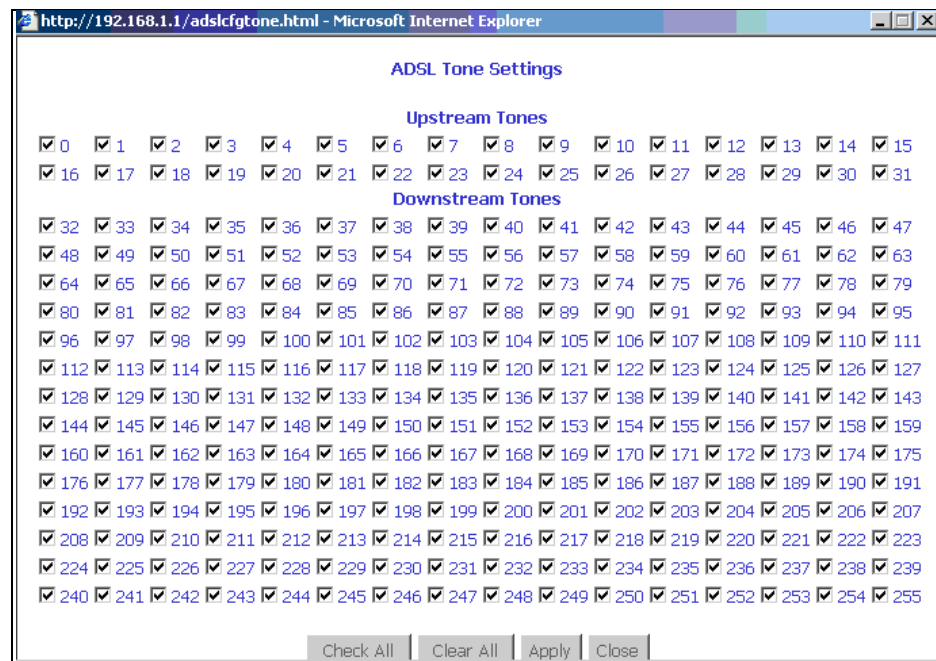 http://192.168.1.1/adslcfgtone.html - Microsoft Internet Explorer
ADSL Tone Settings
Upstream Tones
0 1 2 3 4 5 6 7 8 9 10 11 12 13 14 15
16 17 18 19 20 21 22 23 24 25 26 27 28 29 30 31
Downstream Tones
32 33 34 35 36 37 38 39 40 41 42 43 44 45 46 47
48 49 50 51 52 53 54 55 56 57 58 59 60 61 62 63
64 65 66 67 68 69 70 71 72 73 74 75 76 77 78 79
80 81 82 83 84 85 86 87 88 89 90 91 92 93 94 95
96 97 98 99 100 101 102 103 104 105 106 107 108 109 110 111
112 113 114 115 116 117 118 119 120 121 122 123 124 125 126 127
128 129 130 131 132 133 134 135 136 137 138 139 140 141 142 143
144 145 146 147 148 149 150 151 152 153 154 155 156 157 158 159
160 161 162 163 164 165 166 167 168 169 170 171 172 173 174 175
176 177 178 179 180 181 182 183 184 185 186 187 188 189 190 191
192 193 194 195 196 197 198 199 200 201 202 203 204 205 206 207
208 209 210 211 212 213 214 215 216 217 218 219 220 221 222 223
224 225 226 227 228 229 230 231 232 233 234 235 236 237 238 239
240 241 242 243 244 245 246 247 248 249 250 251 252 253 254 255
Check All Clear All Apply Close